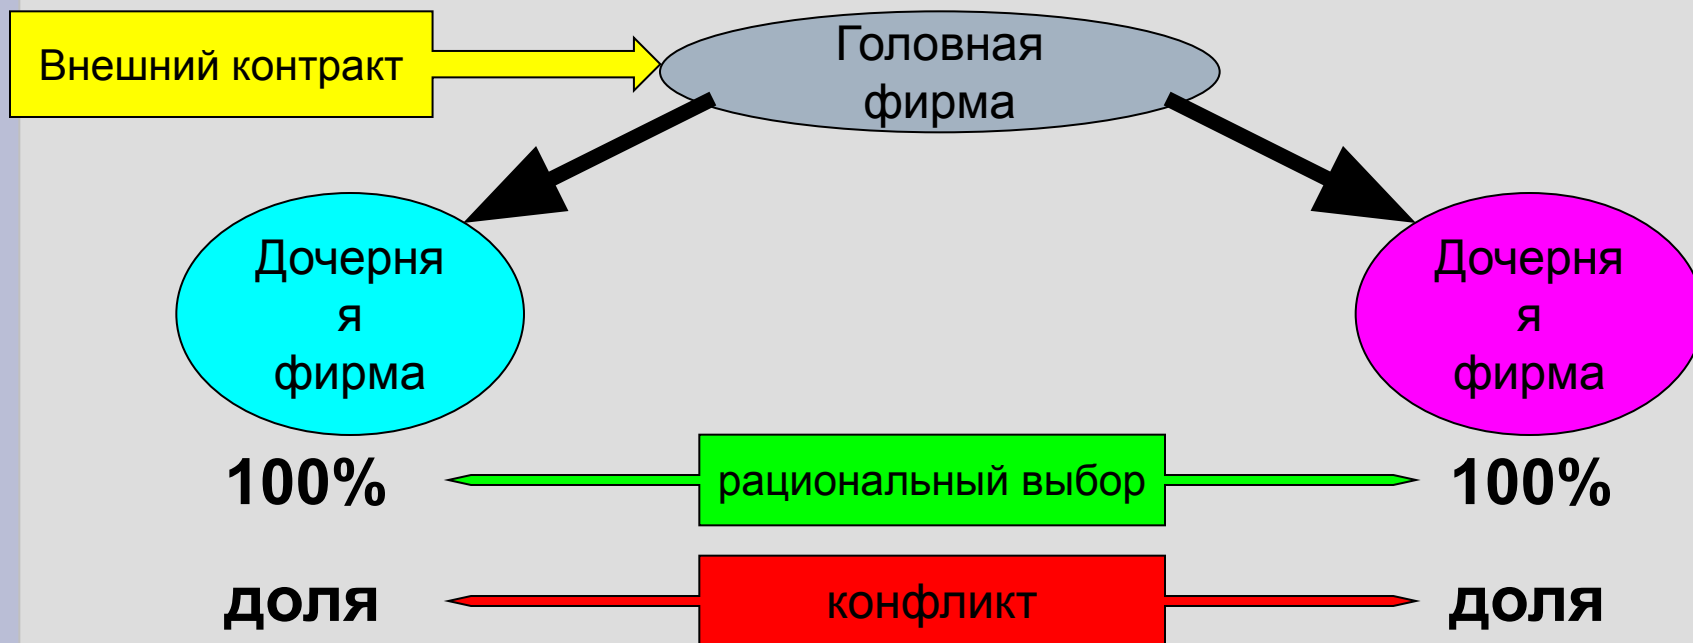 Внешний контракт
Головная
фирма
Дочерня
я
фирма
Дочерня
я
фирма
100%
рациональный выбор
100%
доля
конфликт
доля